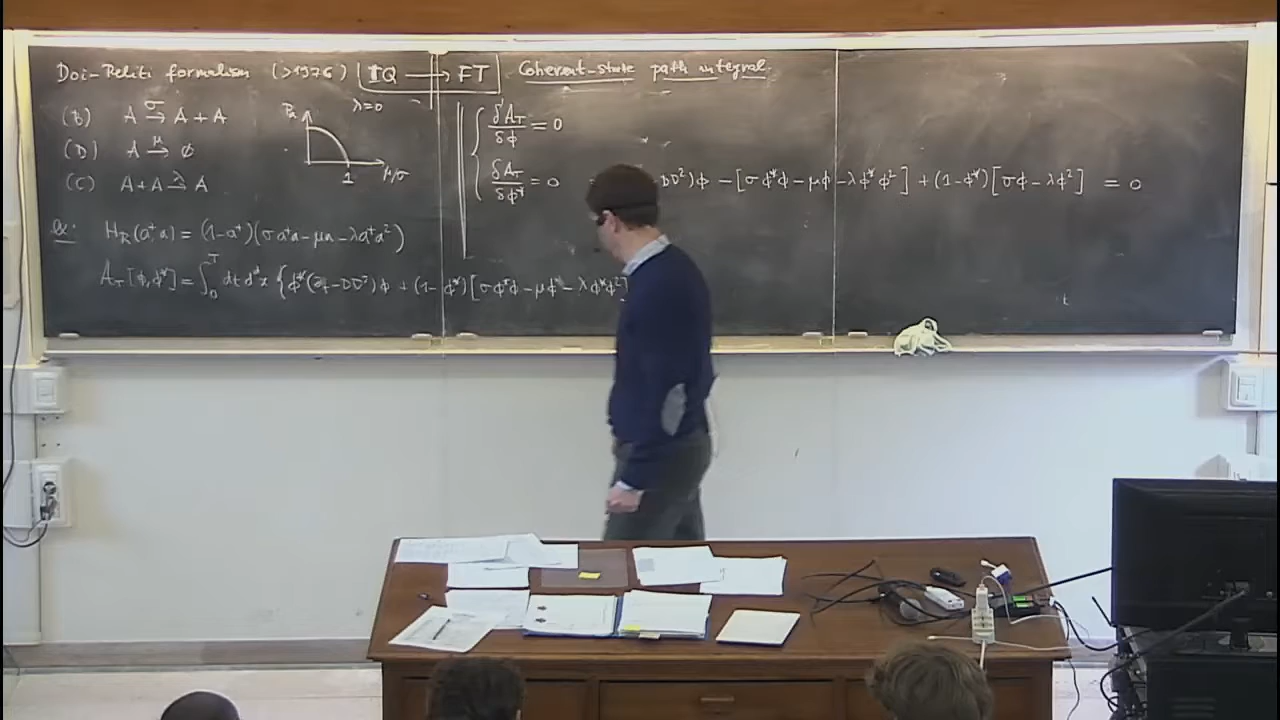 Doi-Peliti formalism (>1976) IQ → FT Coherent-state path integral.
(B) A →^σ A + A
(D) A →^μ ∅
(C) A + A →^λ A
λ=0
1 μ/σ
Ex: H_R(a†,a) = (1-a†)(σa†a - μa - λa†a²)
A_T[ϕ,ϕ*] = ∫_0^T dt d^d x {ϕ*(∂_t - D∇²)ϕ + (1-ϕ*)[σϕ*ϕ - μϕ - λϕ*ϕ²]
δA_T/δϕ = 0
δA_T/δϕ* = 0 D∇²)ϕ - [σϕ*ϕ - μϕ - λϕ*ϕ²] + (1-ϕ*)[σϕ - λϕ²] = 0